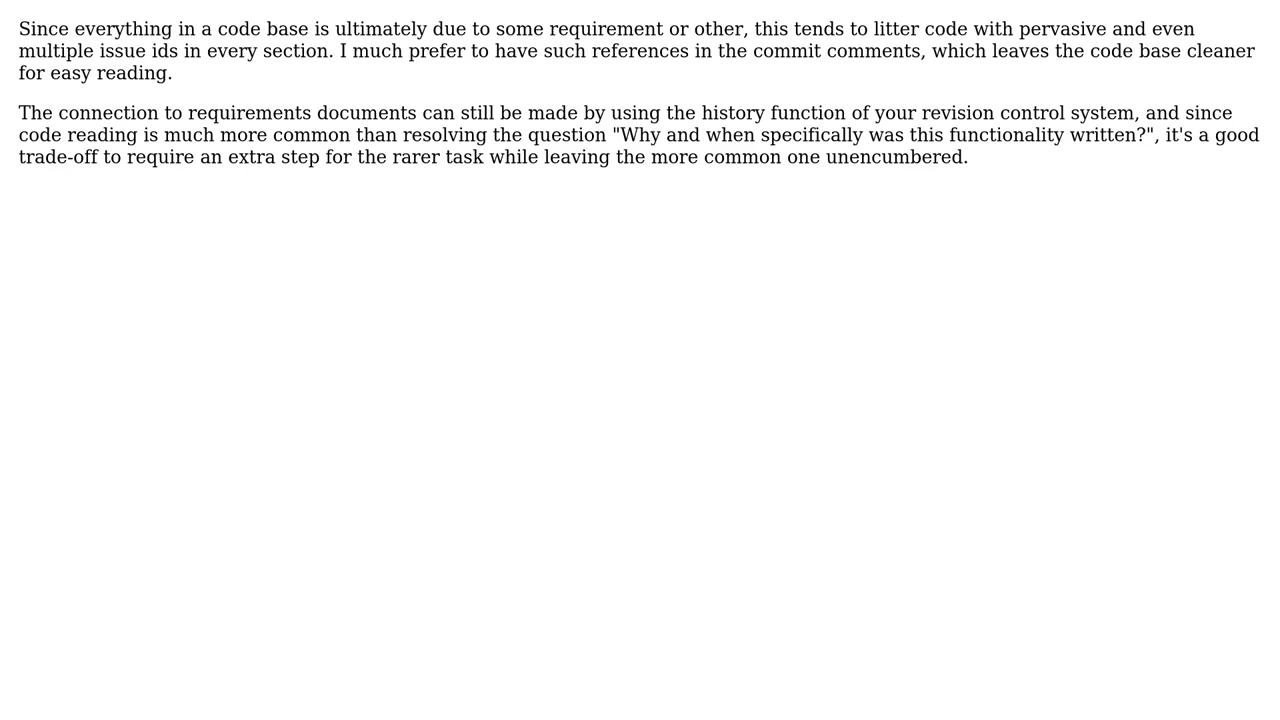 Since everything in a code base is ultimately due to some requirement or other, this tends to litter code with pervasive and even
multiple issue ids in every section. I much prefer to have such references in the commit comments, which leaves the code base cleaner
for easy reading.
The connection to requirements documents can still be made by using the history function of your revision control system, and since
code reading is much more common than resolving the question "Why and when specifically was this functionality written?", it's a good
trade-off to require an extra step for the rarer task while leaving the more common one unencumbered.